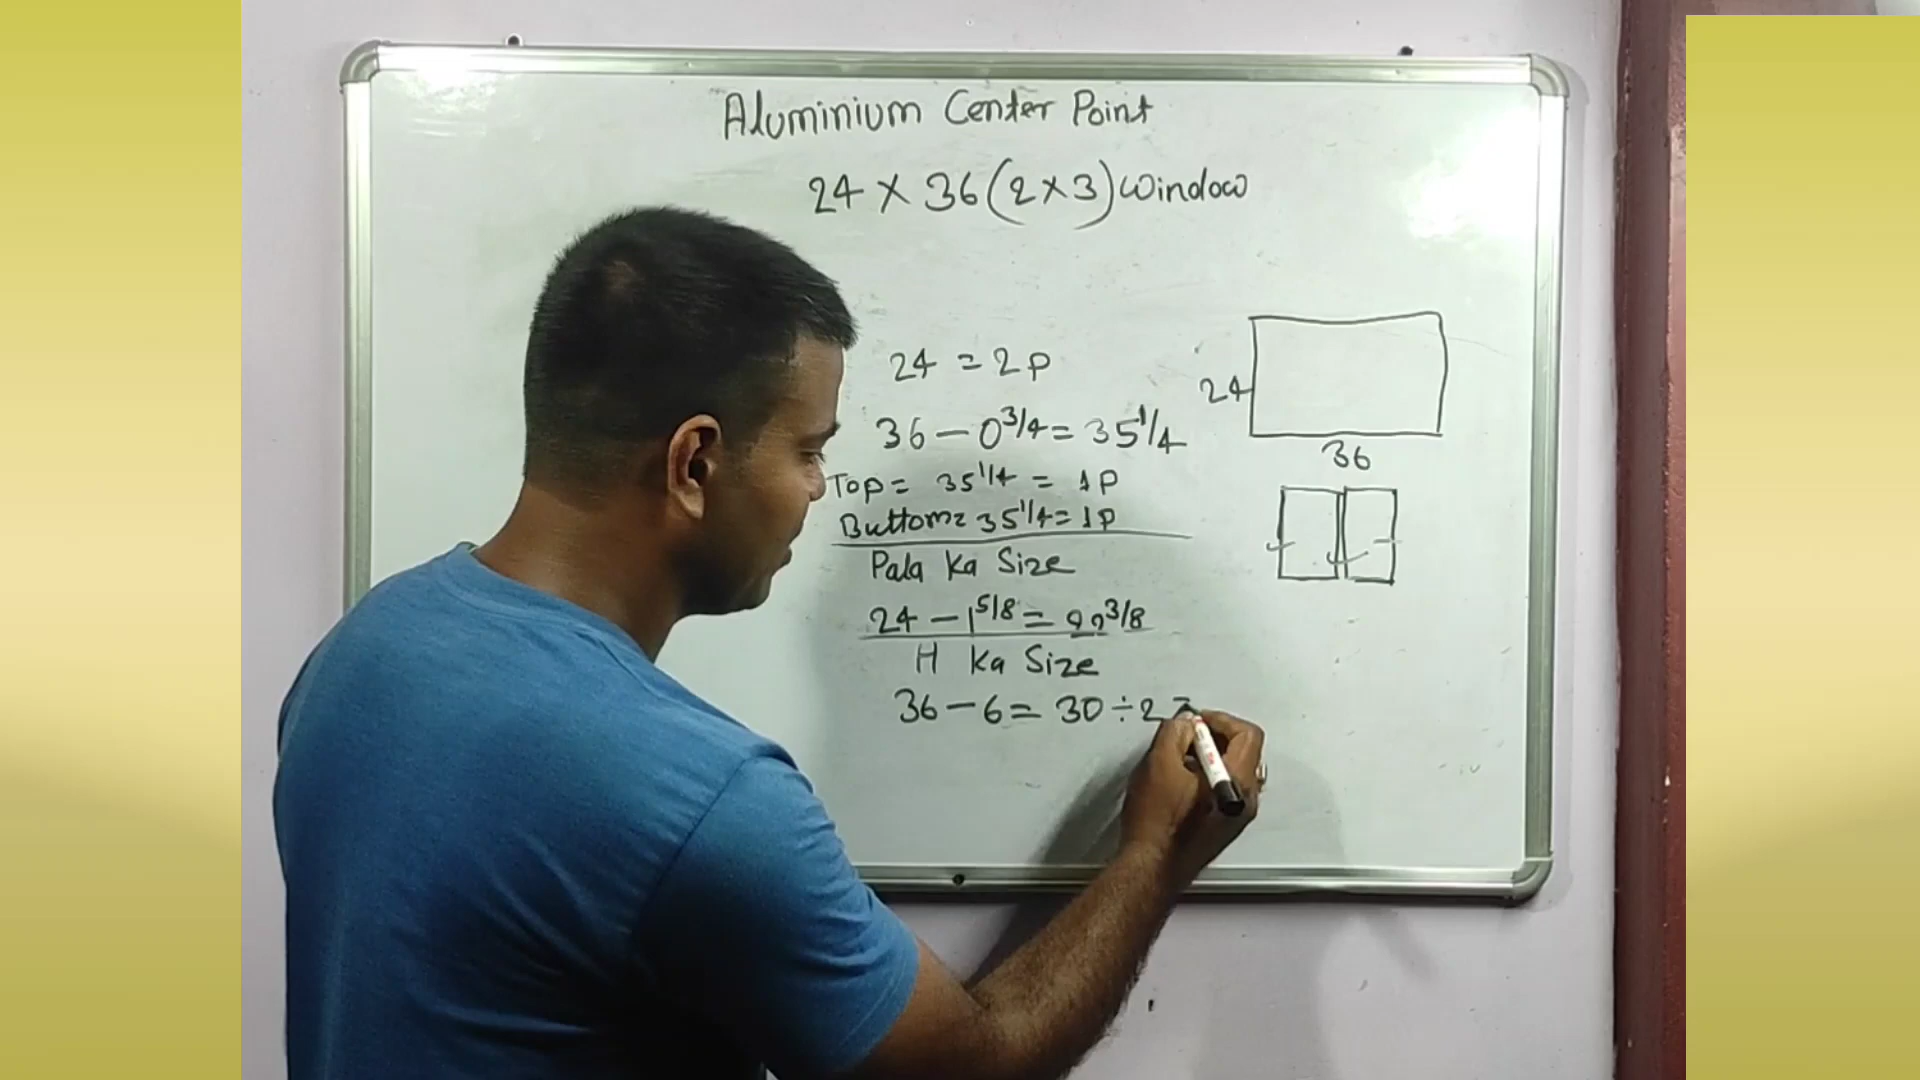 Aluminium Center Point
24 × 36 (2×3) Window
24 = 2P
36 - 0 3/4 = 35 1/4
Top = 35 1/4 = 1P
Buttom = 35 1/4 = 1P
Pala Ka Size
24 - 1 5/8 = 22 3/8
H Ka Size
36 - 6 = 30 ÷ 2 =
24
36